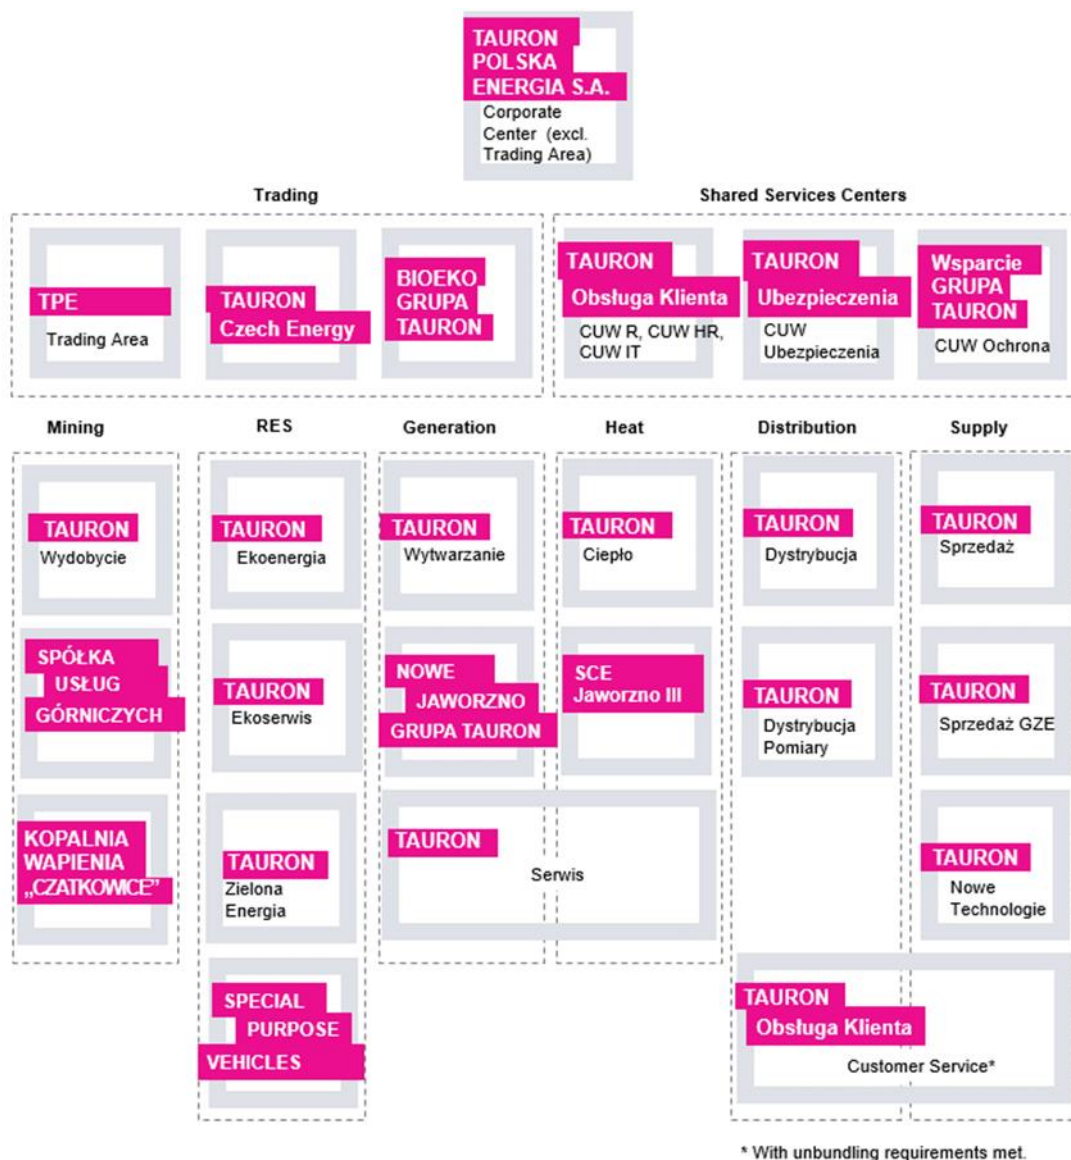 TAURON
POLSKA
ENERGIA S.A.
Corporate
Center (excl.
Trading Area)
Trading
TPE
Trading Area
TAURON
Czech Energy
BIOEKO
GRUPA
TAURON
Shared Services Centers
TAURON
Obsługa Klienta
CUW R, CUW HR,
CUW IT
TAURON
Ubezpieczenia
CUW
Ubezpieczenia
Wsparcie
GRUPA
TAURON
CUW Ochrona
Mining
TAURON
Wydobycie
SPÓŁKA
USŁUG
GÓRNICZYCH
KOPALNIA
WAPIENIA
„CZATKOWICE”
RES
TAURON
Ekoenergia
TAURON
Ekoserwis
TAURON
Zielona
Energia
SPECIAL
PURPOSE
VEHICLES
Generation
TAURON
Wytwarzanie
NOWE
JAWORZNO
GRUPA TAURON
Heat
TAURON
Ciepło
SCE
Jaworzno III
TAURON
Serwis
Distribution
TAURON
Dystrybucja
TAURON
Dystrybucja
Pomiary
Supply
TAURON
Sprzedaż
TAURON
Sprzedaż GZE
TAURON
Nowe
Technologie
TAURON
Obsługa Klienta
Customer Service*
* With unbundling requirements met.